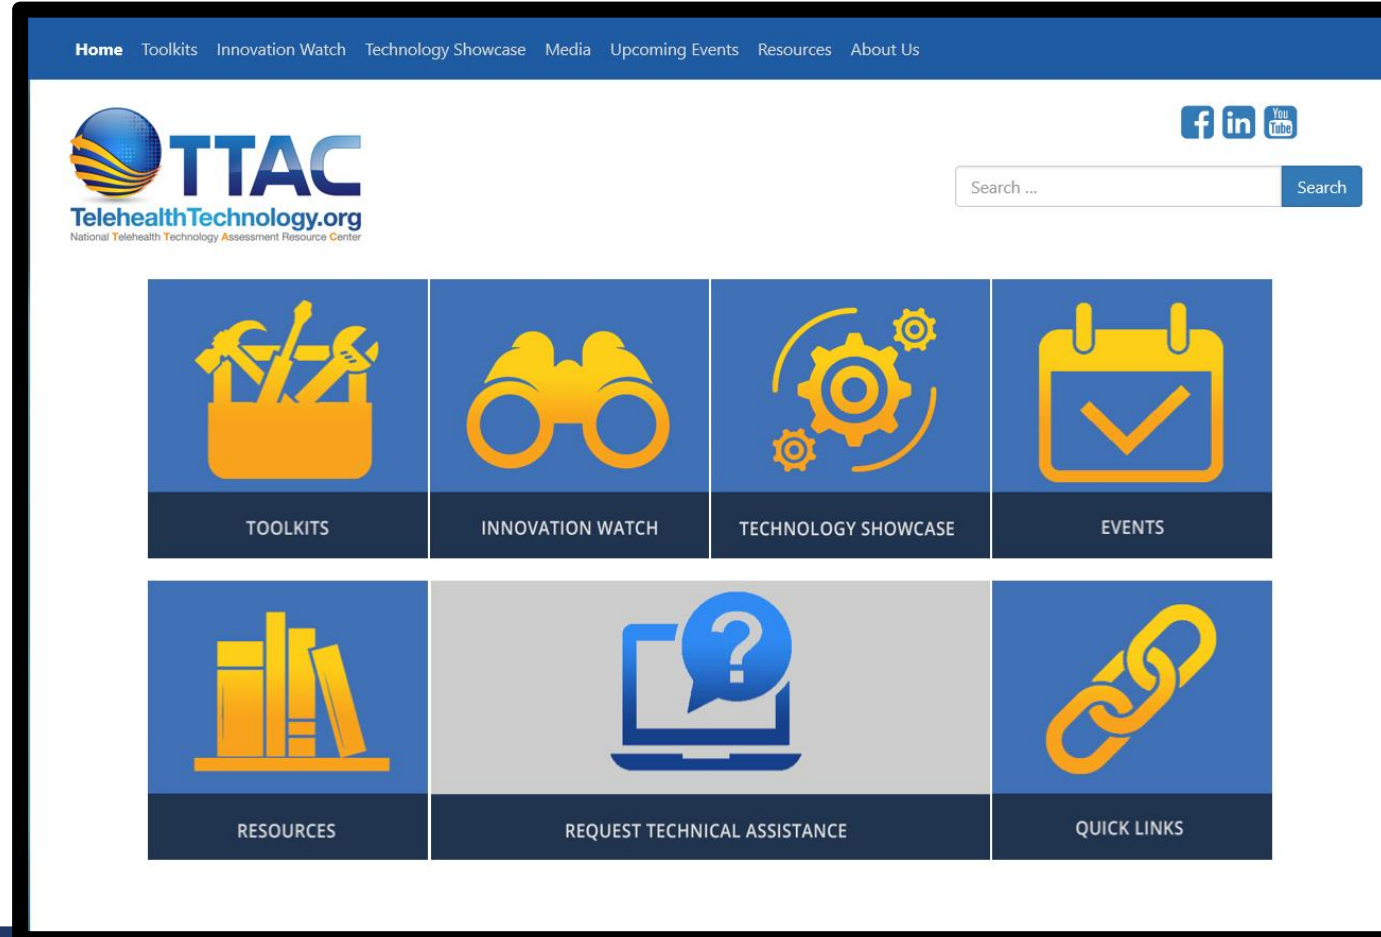 Home Toolkits Innovation Watch Technology Showcase Media Upcoming Events Resources About Us
f in You Tube
TTAC
TelehealthTechnology.org
National Telehealth Technology Assessment Resource Center
Search ... Search
TOOLKITS INNOVATION WATCH TECHNOLOGY SHOWCASE EVENTS
?
RESOURCES REQUEST TECHNICAL ASSISTANCE QUICK LINKS